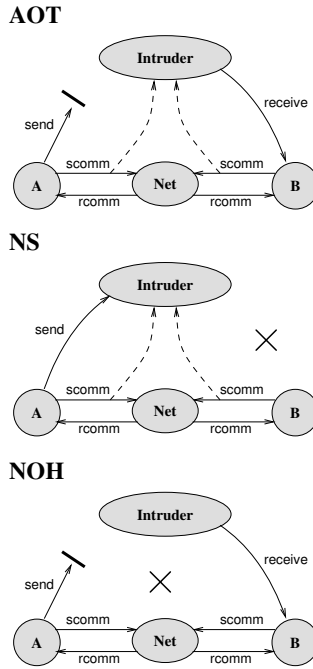 AOT
Intruder
send
receive
scomm
scomm
A
Net
B
rcomm
rcomm
NS
Intruder
send
scomm
scomm
A
Net
B
rcomm
rcomm
NOH
Intruder
send
receive
scomm
scomm
A
Net
B
rcomm
rcomm